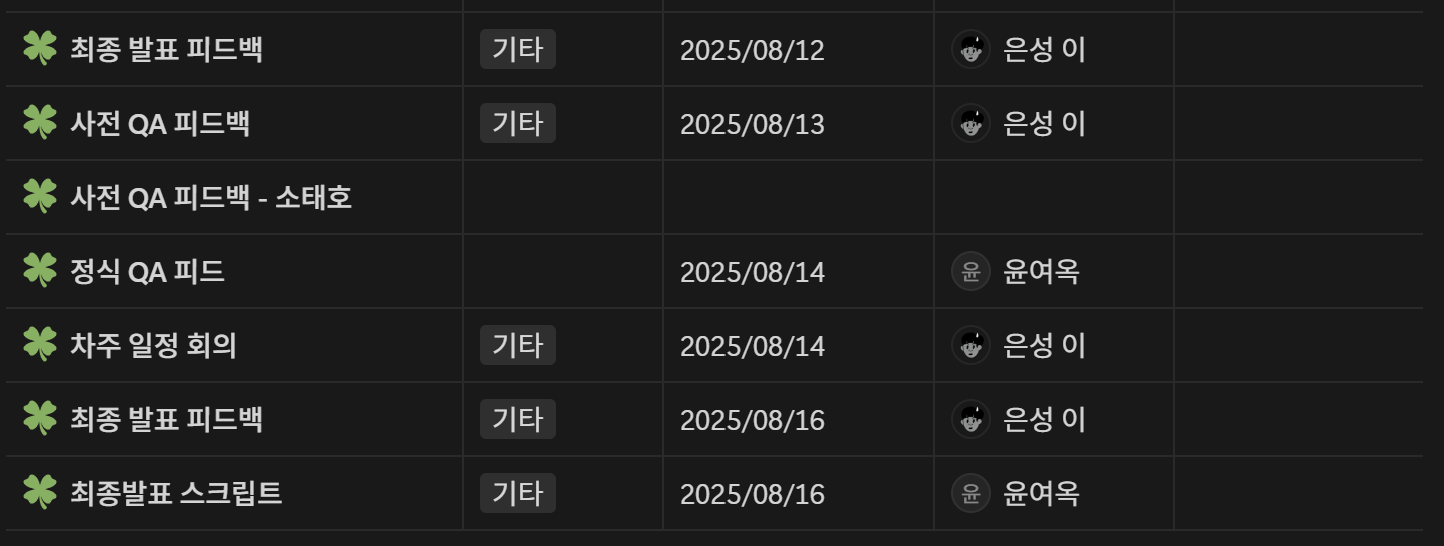 최종 발표 피드백 기타 2025/08/12 은성 이
사전 QA 피드백 기타 2025/08/13 은성 이
사전 QA 피드백 - 소태호
정식 QA 피드 2025/08/14 윤 윤여옥
차주 일정 회의 기타 2025/08/14 은성 이
최종 발표 피드백 기타 2025/08/16 은성 이
최종발표 스크립트 기타 2025/08/16 윤 윤여옥